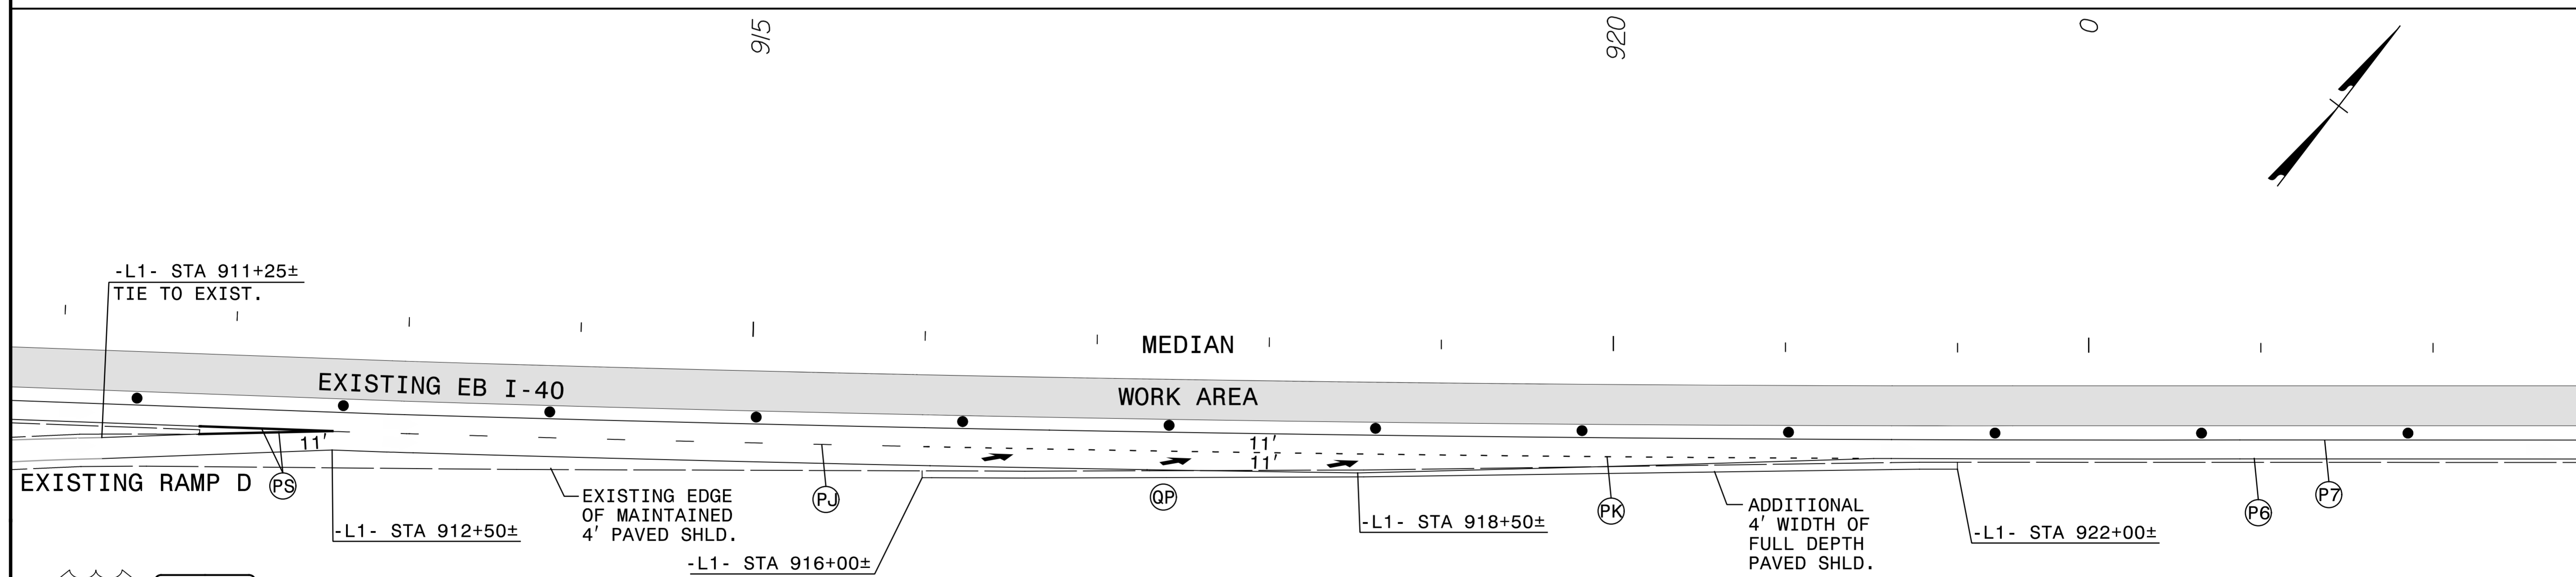 915
920
0
-L1- STA 911+25±
TIE TO EXIST.
MEDIAN
EXISTING EB I-40
WORK AREA
11'
11'
11'
EXISTING RAMP D
PS
EXISTING EDGE
OF MAINTAINED
4' PAVED SHLD.
PJ
QP
PK
ADDITIONAL
4' WIDTH OF
FULL DEPTH
PAVED SHLD.
P6
P7
-L1- STA 912+50±
-L1- STA 916+00±
-L1- STA 918+50±
-L1- STA 922+00±